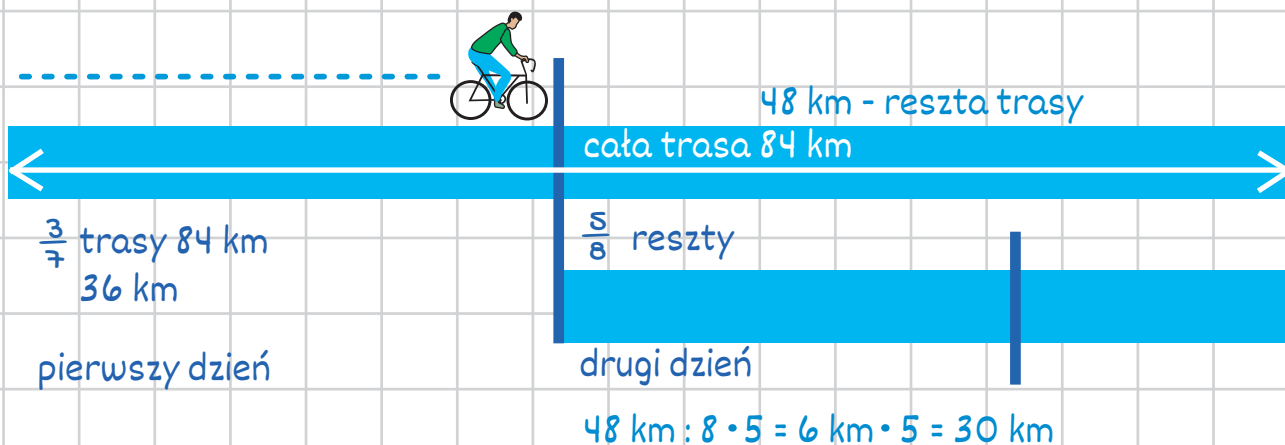 48 km - reszta trasy
cała trasa 84 km
3/7 trasy 84 km
36 km
5/8 reszty
pierwszy dzień
drugi dzień
48 km : 8 • 5 = 6 km • 5 = 30 km